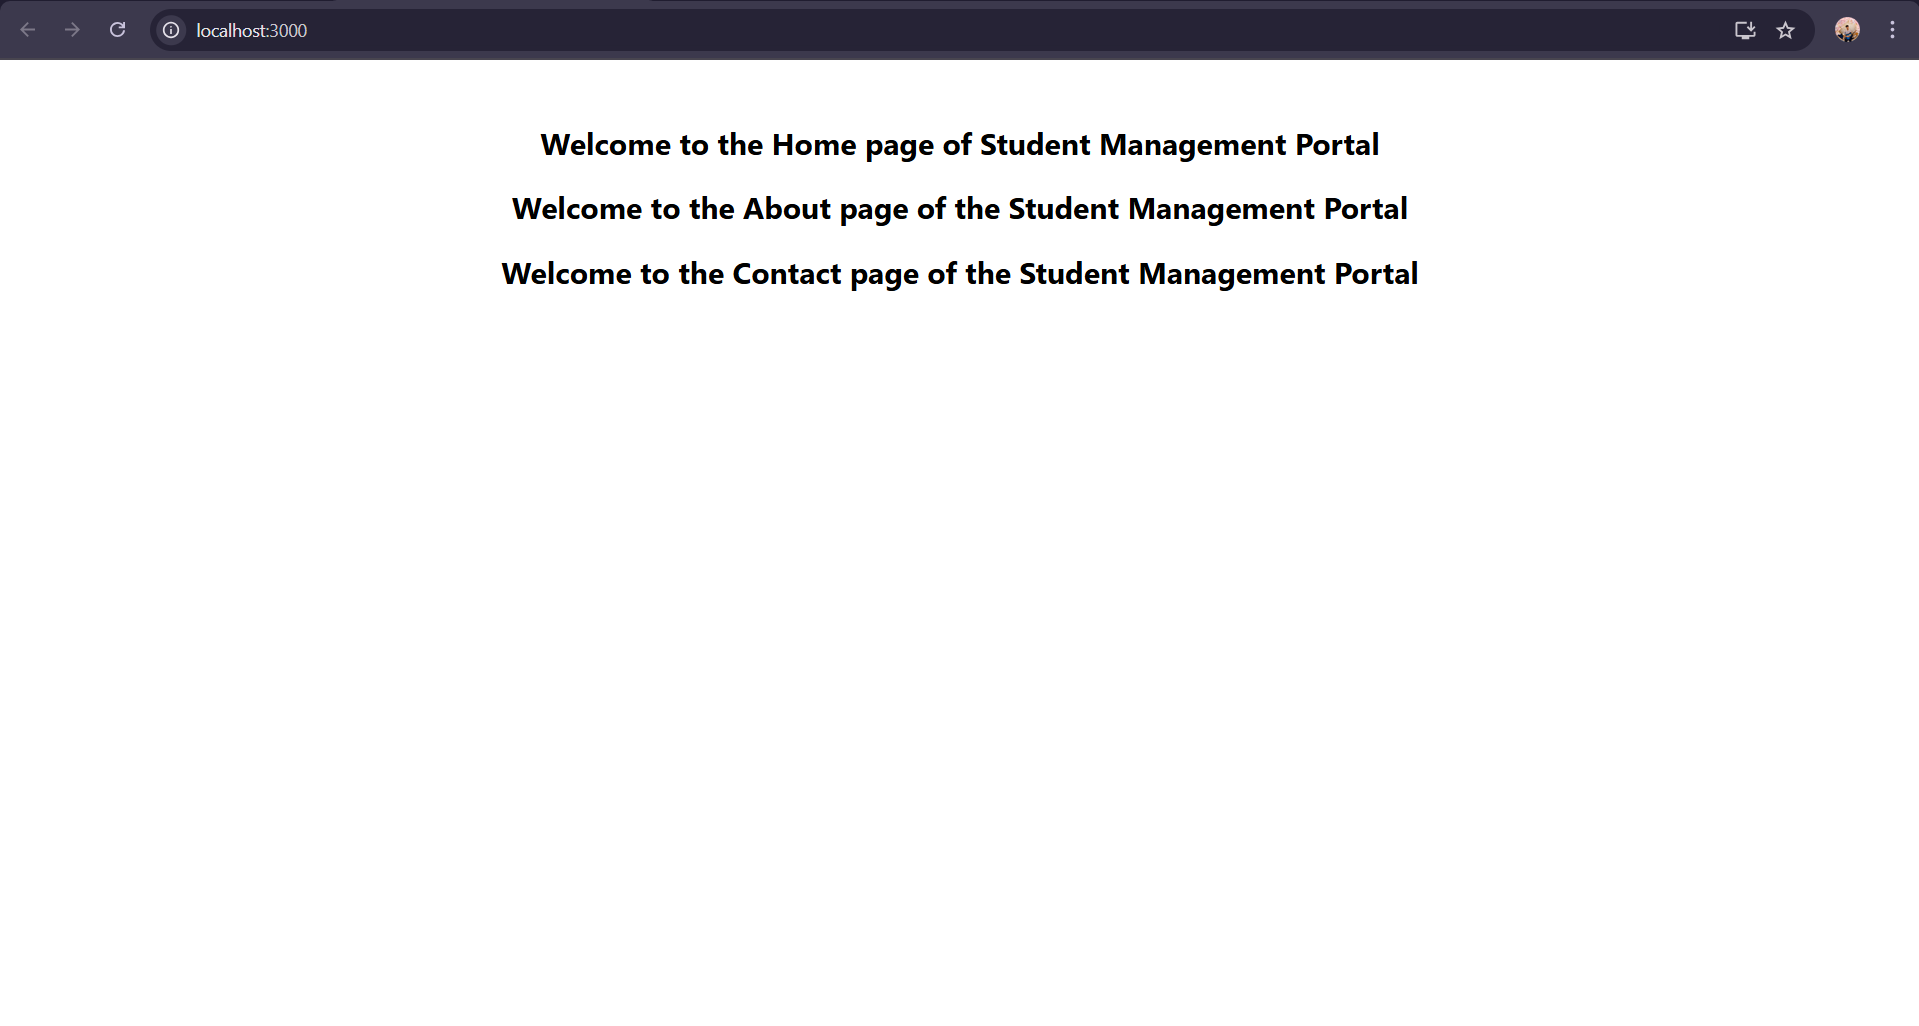 localhost:3000
Welcome to the Home page of Student Management Portal
Welcome to the About page of the Student Management Portal
Welcome to the Contact page of the Student Management Portal